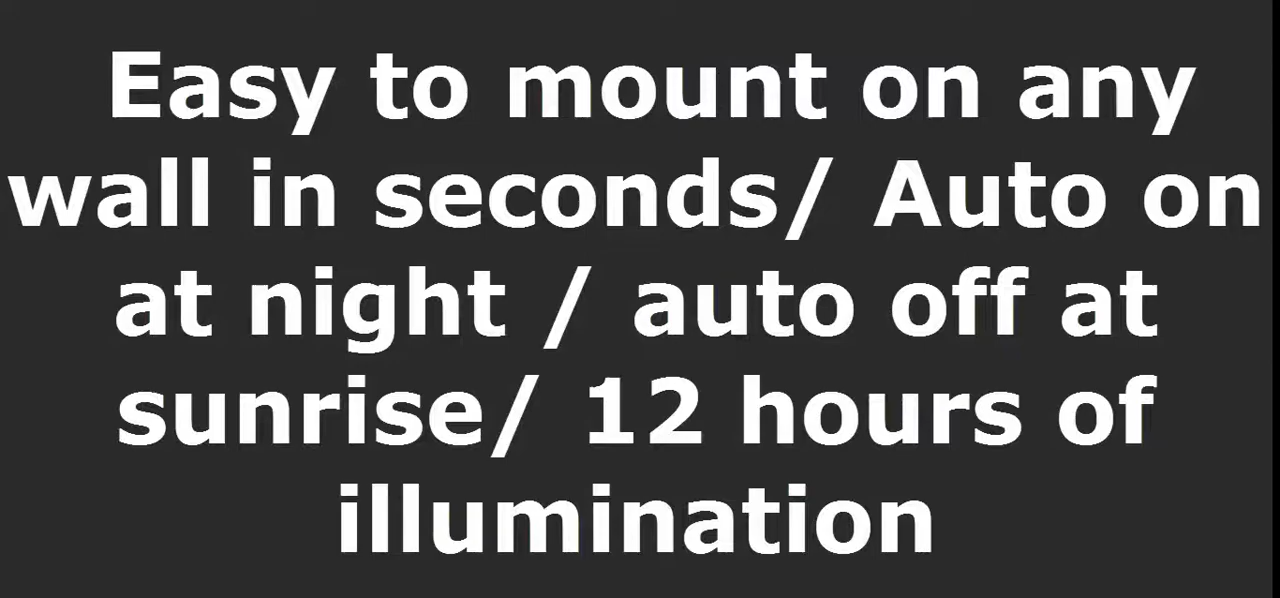 Easy to mount on any
wall in seconds/ Auto on
at night / auto off at
sunrise/ 12 hours of
illumination